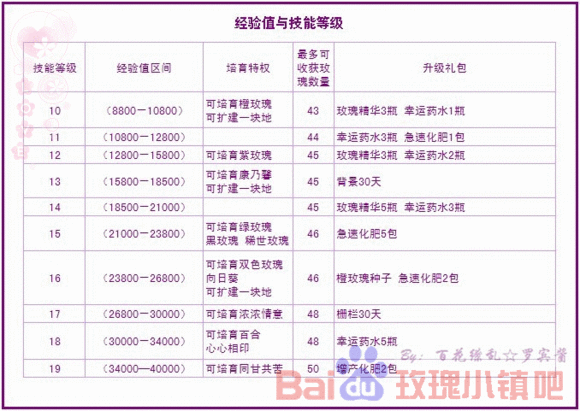 经验值与技能等级
技能等级 经验值区间 培育特权 最多可收获玫瑰数量 升级礼包
10 (8800—10800) 可培育橙玫瑰 可扩建一块地 43 玫瑰精华3瓶 幸运药水1瓶
11 (10800—12800) 44 幸运药水3瓶 急速化肥1包
12 (12800—15800) 可培育紫玫瑰 45 玫瑰精华3瓶 幸运药水2瓶
13 (15800—18500) 可培育康乃馨 可扩建一块地 45 背景30天
14 (18500—21000) 45 玫瑰精华5瓶 幸运药水3瓶
15 (21000—23800) 可培育绿玫瑰 黑玫瑰 稀世玫瑰 46 急速化肥5包
16 (23800—26800) 可培育双色玫瑰 向日葵 可扩建一块地 46 橙玫瑰种子 急速化肥2包
17 (26800—30000) 可培育浓浓情意 48 栅栏30天
18 (30000—34000) 可培育百合 心心相印 48 幸运药水5瓶
19 (34000—40000) 可培育同甘共苦 50 增产化肥2包
By: 百花缭乱☆罗宾酱
Bai du 玫瑰小镇吧